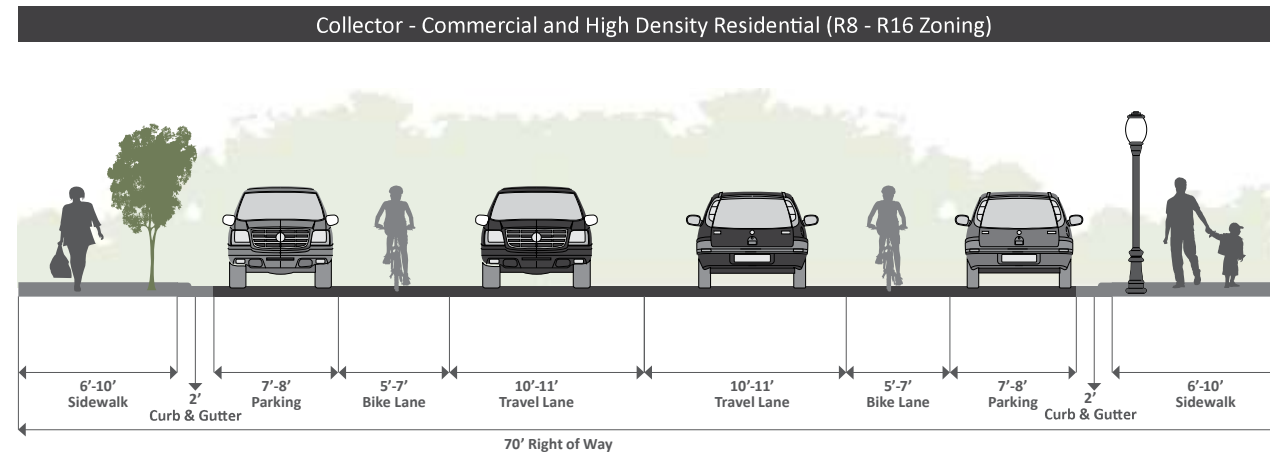 Collector - Commercial and High Density Residential (R8 - R16 Zoning)
6’-10’
Sidewalk
2’
Curb & Gutter
7’-8’
Parking
5’-7’
Bike Lane
10’-11’
Travel Lane
10’-11’
Travel Lane
5’-7’
Bike Lane
7’-8’
Parking
2’
Curb & Gutter
6’-10’
Sidewalk
70’ Right of Way